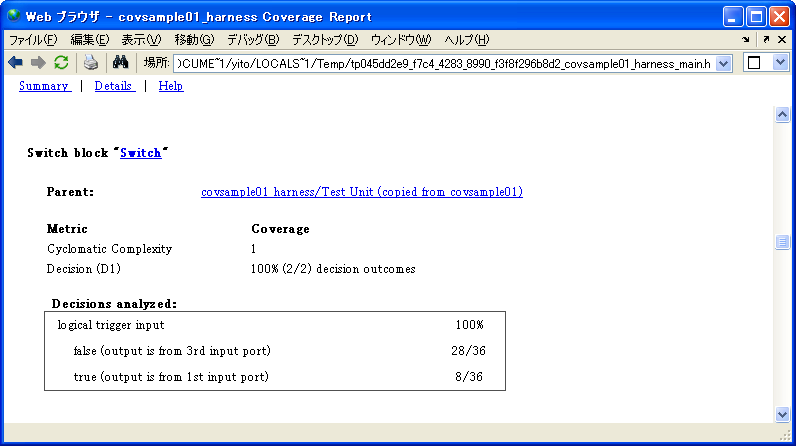 Web ブラウザ - covsample01_harness Coverage Report
ファイル(F) 編集(E) 表示(V) 移動(G) デバッグ(B) デスクトップ(D) ウィンドウ(W) ヘルプ(H)
場所: )CUME~1/yito/LOCALS~1/Temp/tp045dd2e9_f7c4_4283_8990_f3f8f296b8d2_covsample01_harness_main.h
Summary | Details | Help
Switch block "Switch"
Parent: covsample01_harness/Test Unit (copied from covsample01)
Metric Coverage
Cyclomatic Complexity 1
Decision (D1) 100% (2/2) decision outcomes
Decisions analyzed:
logical trigger input 100%
false (output is from 3rd input port) 28/36
true (output is from 1st input port) 8/36